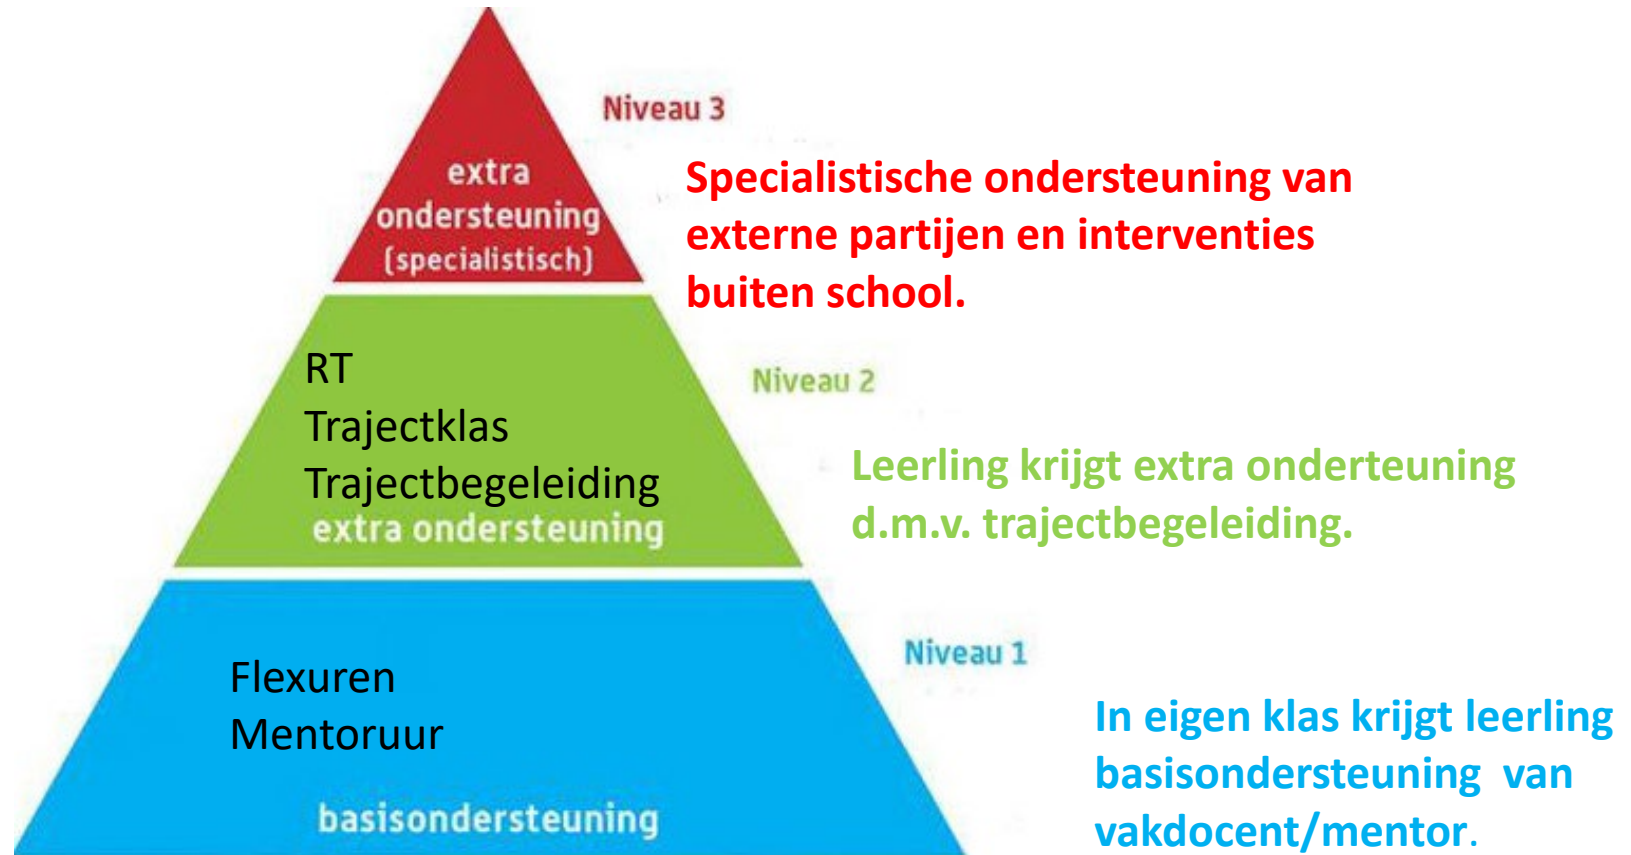 Niveau 3
extra
ondersteuning
(specialistisch)
Specialistische ondersteuning van
externe partijen en interventies
buiten school.
RT
Trajectklas
Trajectbegeleiding
extra ondersteuning
Niveau 2
Leerling krijgt extra onderteuning
d.m.v. trajectbegeleiding.
Flexuren
Mentoruur
basisondersteuning
Niveau 1
In eigen klas krijgt leerling
basisondersteuning van
vakdocent/mentor.